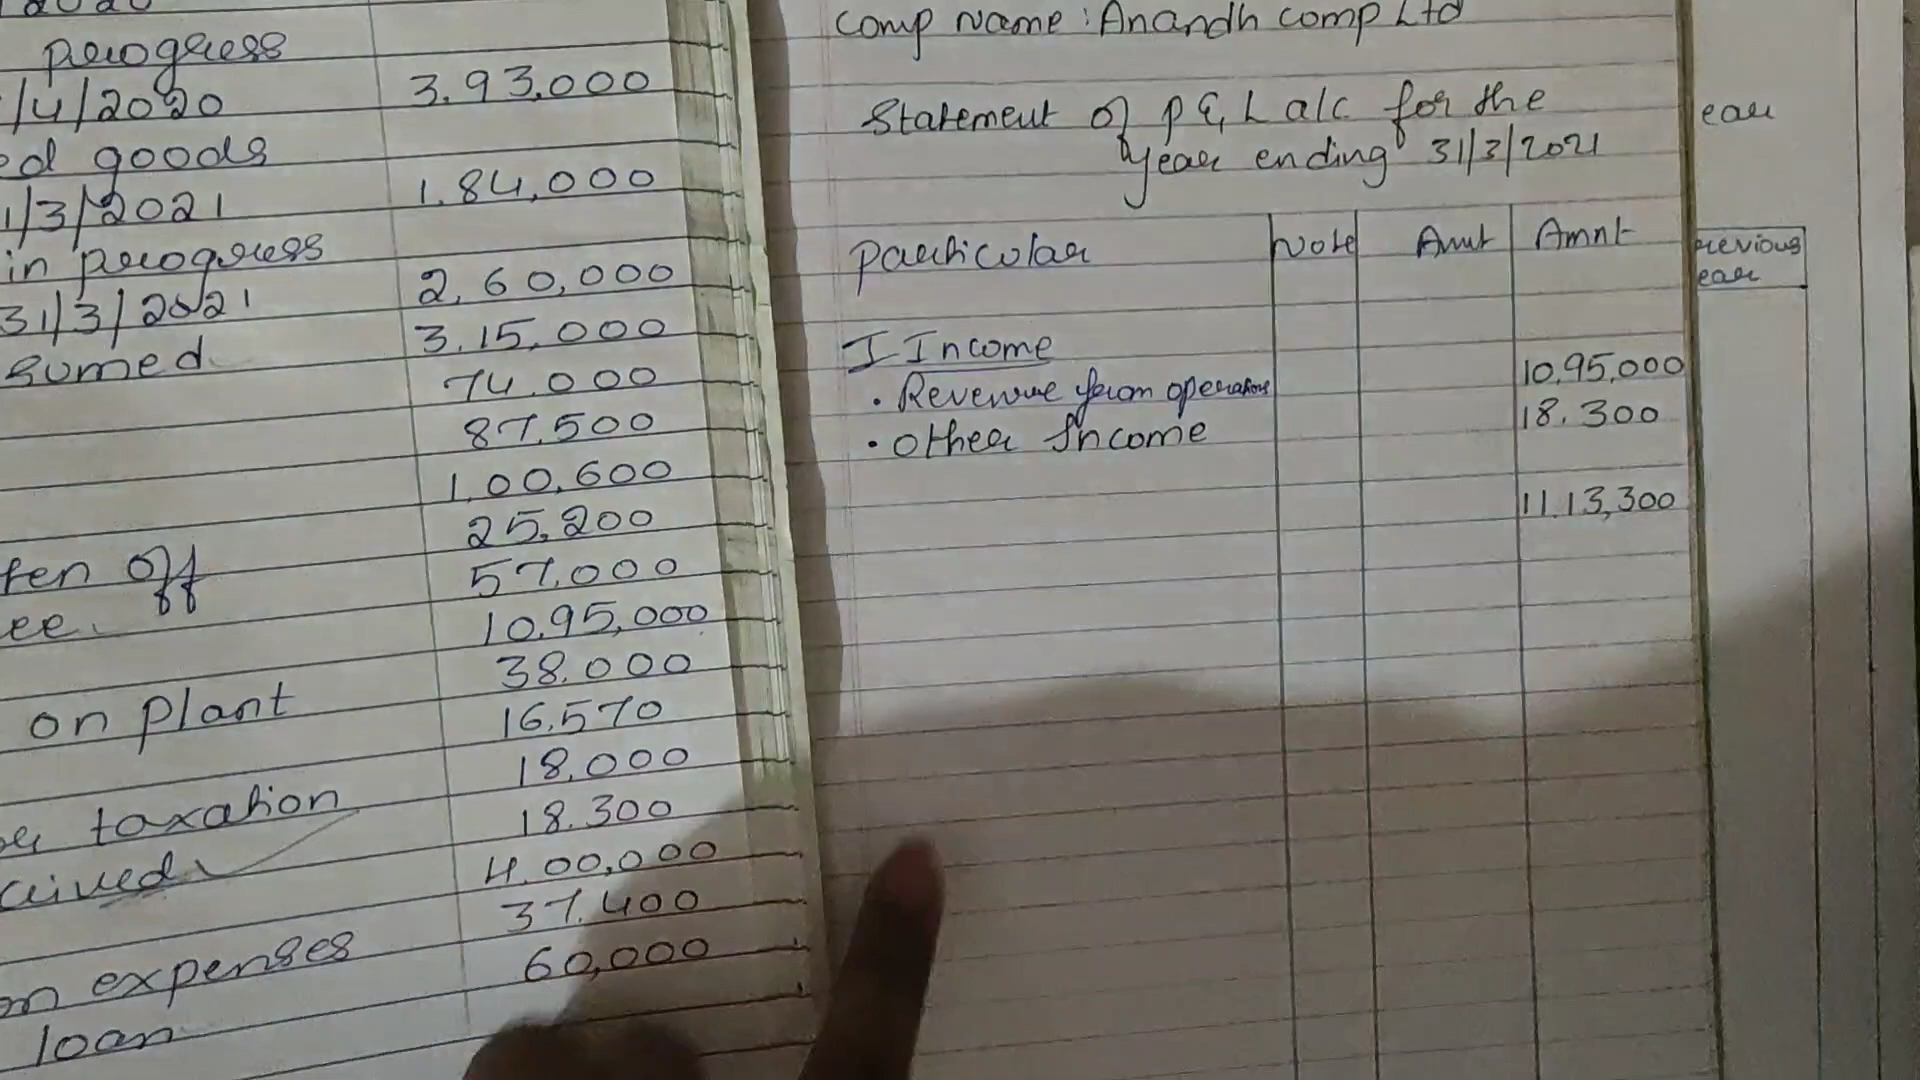 progress
/4/2020 3.93,000
ed goods
1/3/2021 1.84,000
in progress
31/3/2021 2,60,000
sumed 3.15,000
74.000
87.500
1,00,600
25,200
ten off 57.000
ee. 10,95,000
38.000
on plant 16.570
18.000
er taxation 18.300
ceived 4.00,000
37.400
m expenses 60,000
loan
Comp Name : Anandh comp Ltd
Statement of P & L a/c for the
year ending 31/3/2021
Particular Note Amt Amnt
I Income
• Revenue from operations 10,95,000
• Other Income 18.300
11.13,300
ear
revious
ear